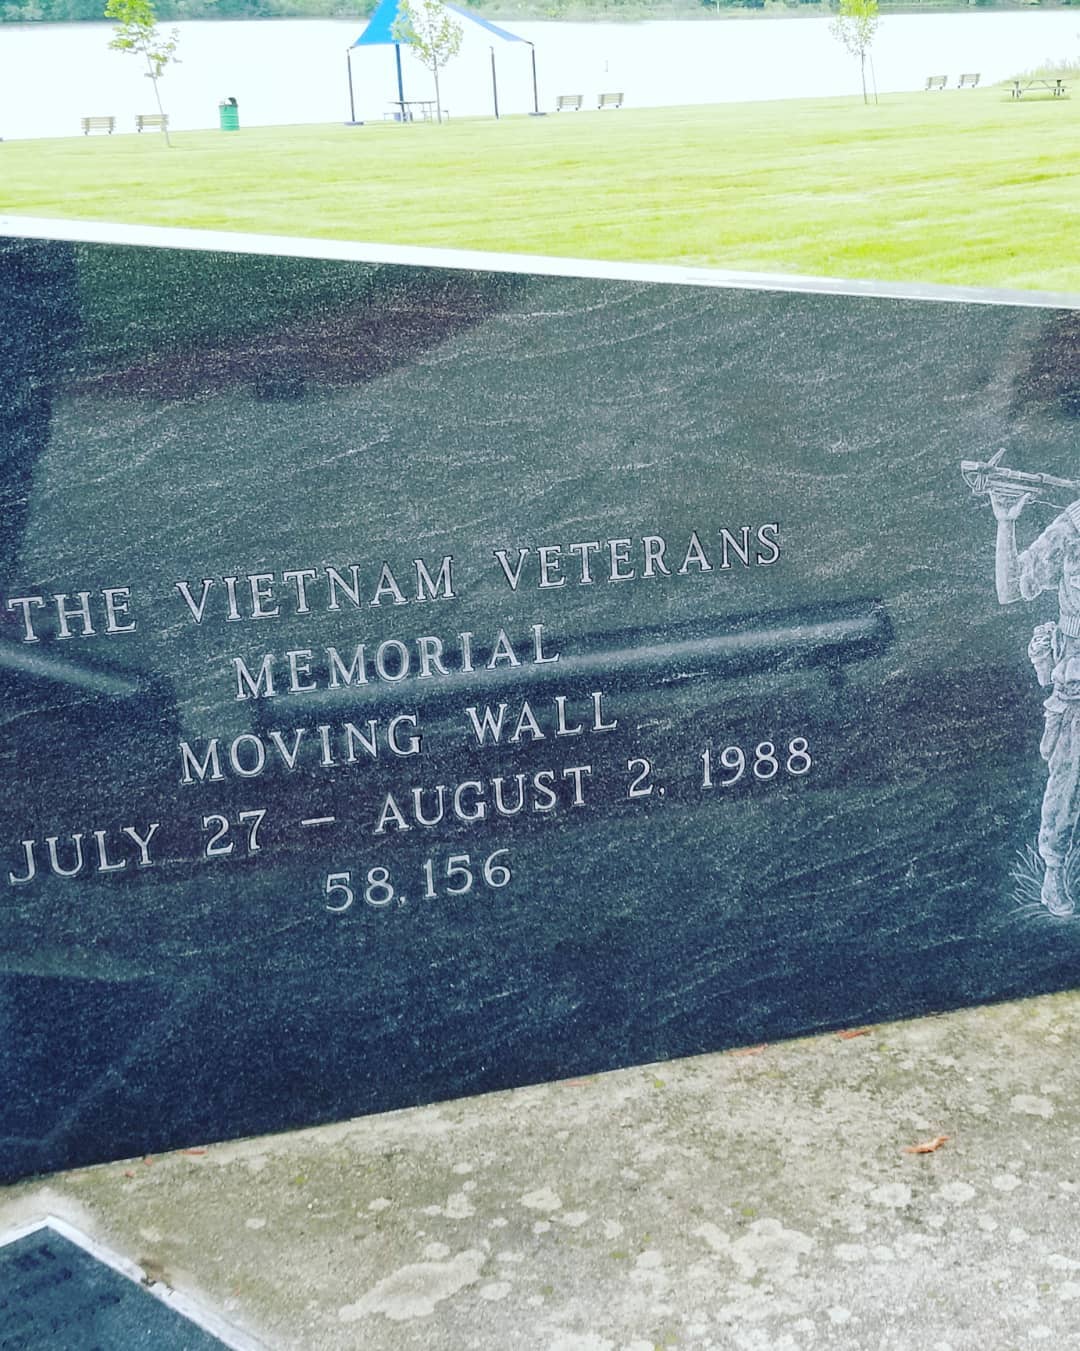 THE VIETNAM VETERANS
MEMORIAL
MOVING WALL
JULY 27 – AUGUST 2, 1988
58,156